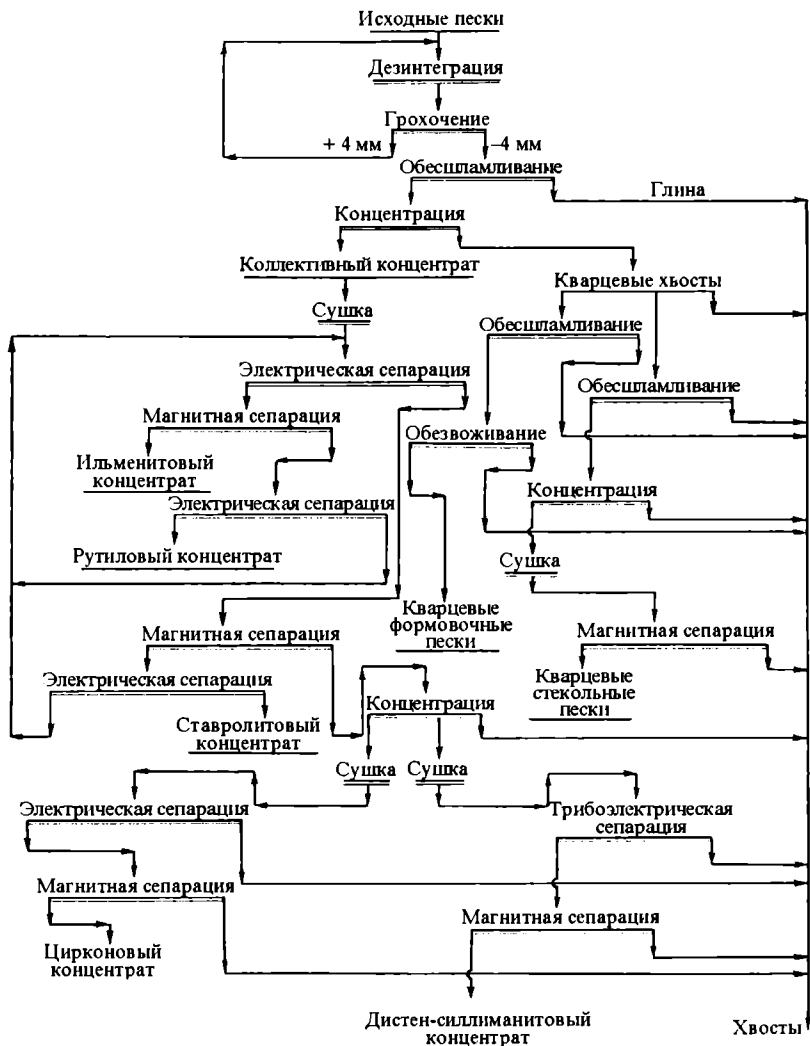 Исходные пески
Дезинтеграция
Грохочение
+ 4 мм
−4 мм
Обесшламливание
Глина
Концентрация
Коллективный концентрат
Кварцевые хьосты
Сушка
Обесшламливание
Электрическая сепарация
Обесшламливание
Магнитная сепарация
Обезвоживание
Ильменитовый
концентрат
Концентрация
Электрическая сепарация
Рутиловый концентрат
Сушка
Кварцевые
формовочные
пески
Магнитная сепарация
Магнитная сепарация
Кварцевые
стекольные
пески
Электрическая сепарация
Концентрация
Ставролитовый
концентрат
Сушка
Сушка
Электрическая сепарация
Трибоэлектрическая
сепарация
Магнитная сепарация
Магнитная сепарация
Цирконовый
концентрат
Дистен-силлиманитовый
концентрат
Хвосты